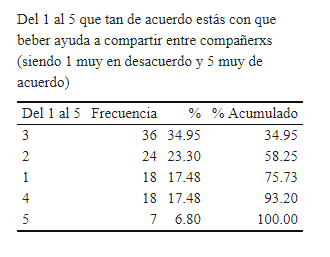 Del 1 al 5 que tan de acuerdo estás con que
beber ayuda a compartir entre compañerxs
(siendo 1 muy en desacuerdo y 5 muy de
acuerdo)
Del 1 al 5 Frecuencia % % Acumulado
3 36 34.95 34.95
2 24 23.30 58.25
1 18 17.48 75.73
4 18 17.48 93.20
5 7 6.80 100.00